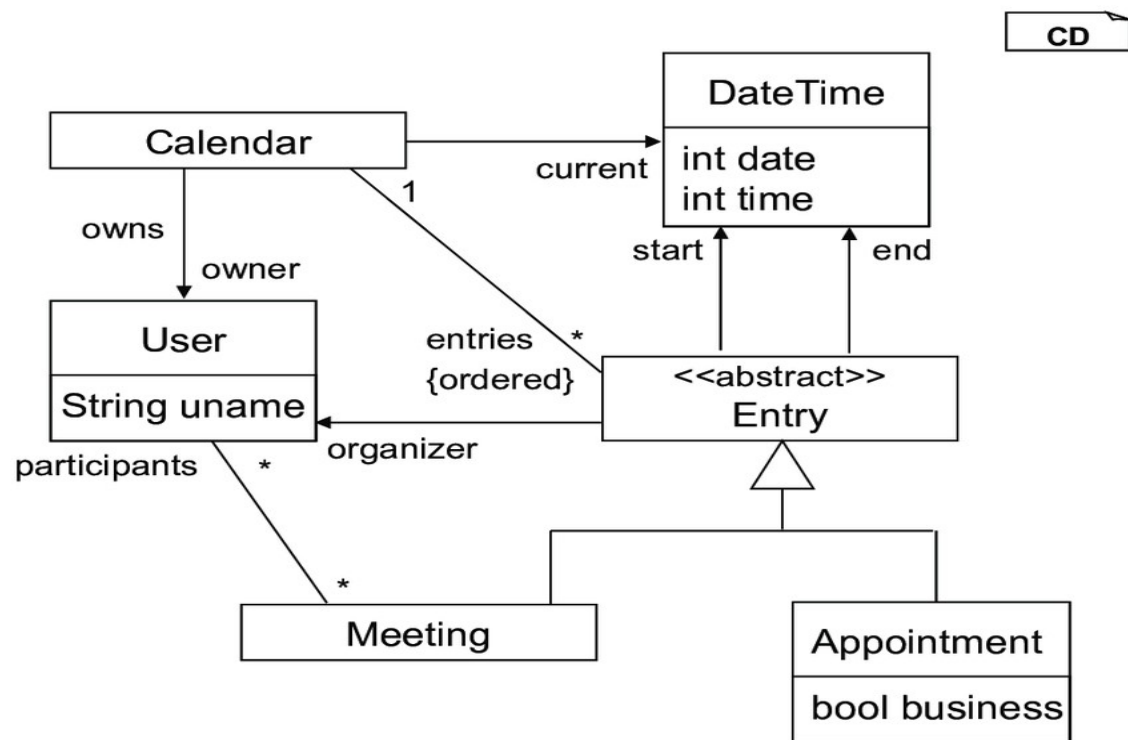 CD
DateTime
int date
int time
Calendar
current
1
owns
owner
start
end
User
String uname
entries
{ordered}
*
<<abstract>>
Entry
organizer
participants
*
*
Meeting
Appointment
bool business